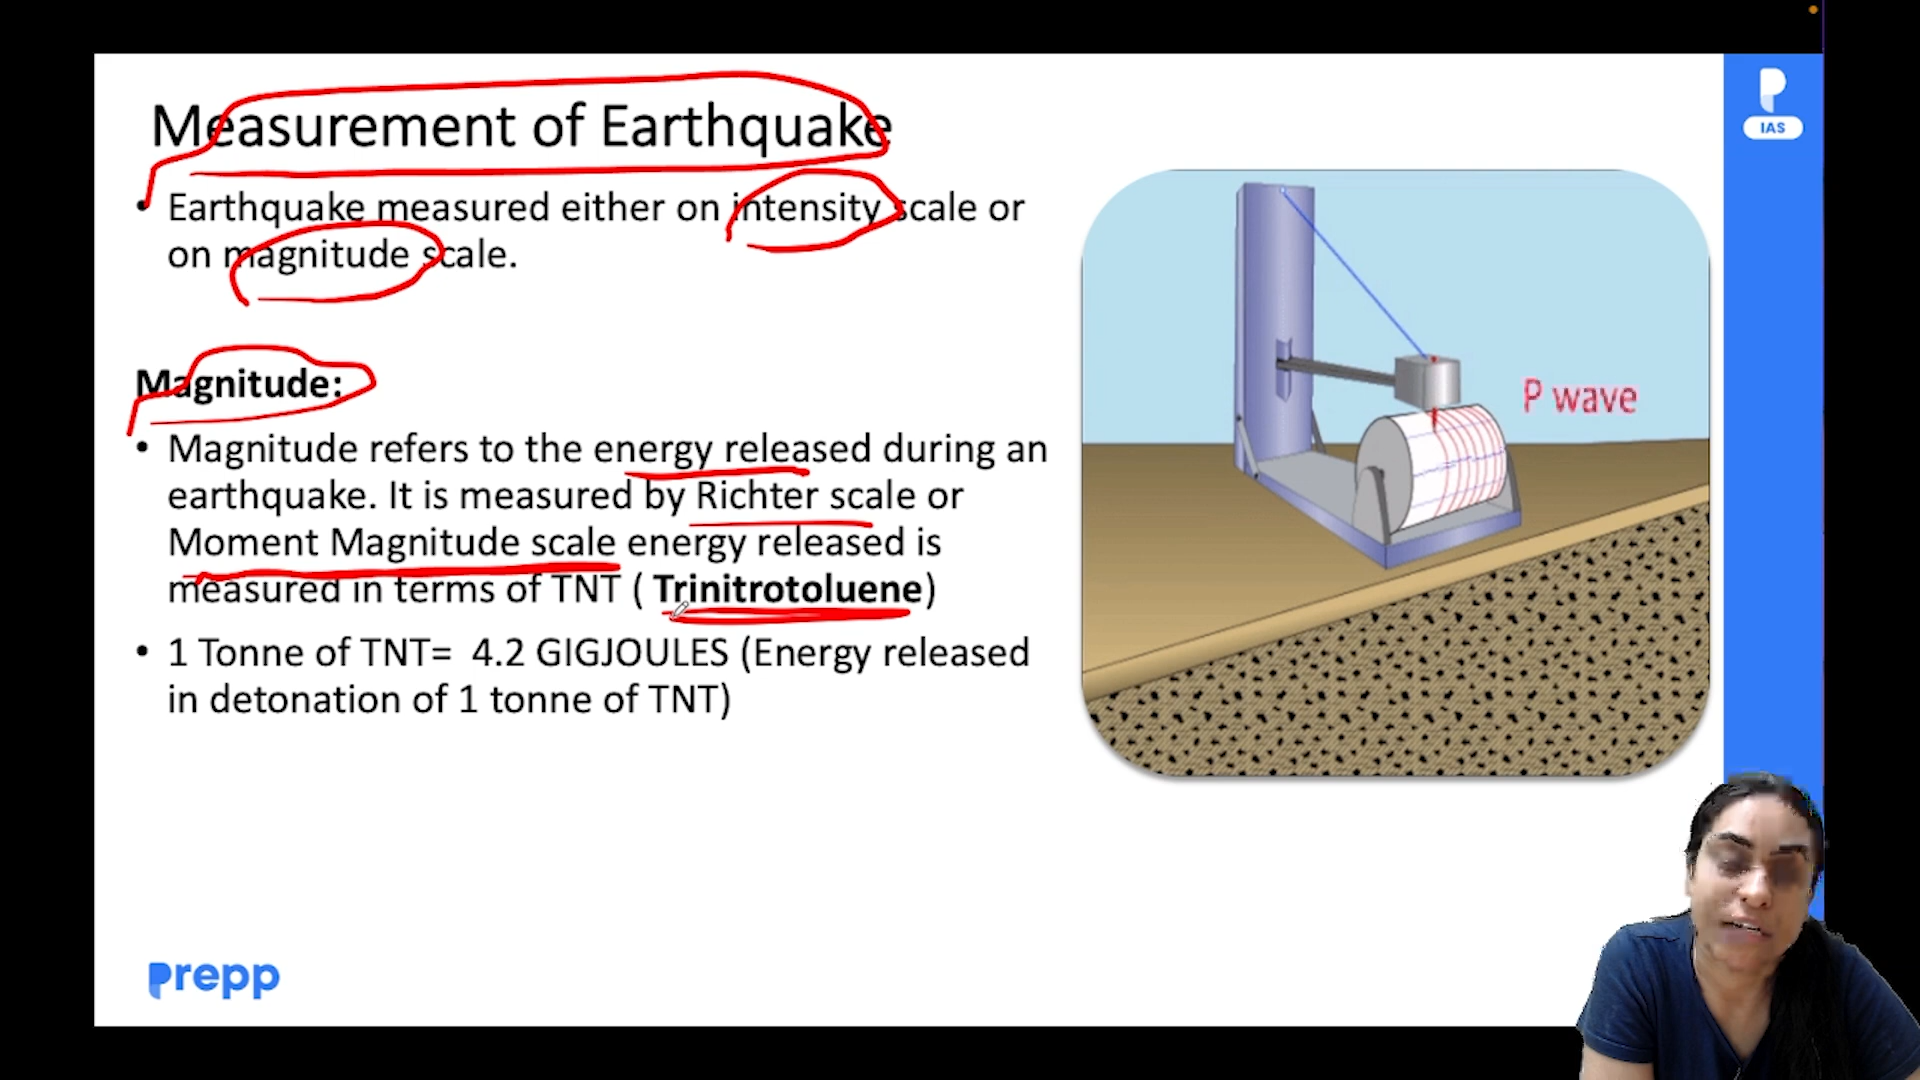 Measurement of Earthquake
• Earthquake measured either on intensity scale or
on magnitude scale.
Magnitude:
• Magnitude refers to the energy released during an
earthquake. It is measured by Richter scale or
Moment Magnitude scale energy released is
measured in terms of TNT ( Trinitrotoluene)
• 1 Tonne of TNT= 4.2 GIGJOULES (Energy released
in detonation of 1 tonne of TNT)
P wave
IAS
prepp